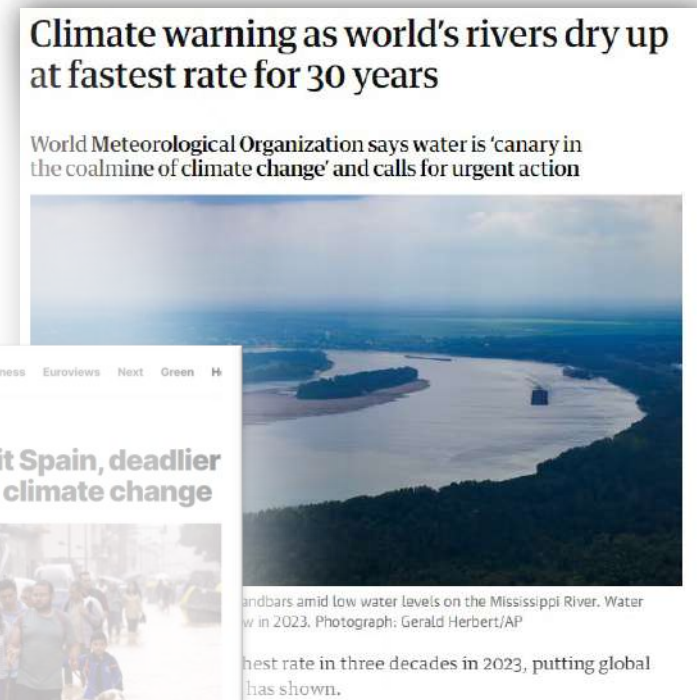 Climate warning as world's rivers dry up
at fastest rate for 30 years
World Meteorological Organization says water is 'canary in
the coalmine of climate change' and calls for urgent action
Euroviews Next Green
it Spain, deadlier
climate change
amid low water levels on the Mississippi River. Water
in 2023. Photograph: Gerald Herbert/AP
rate in three decades in 2023, putting global
has shown.